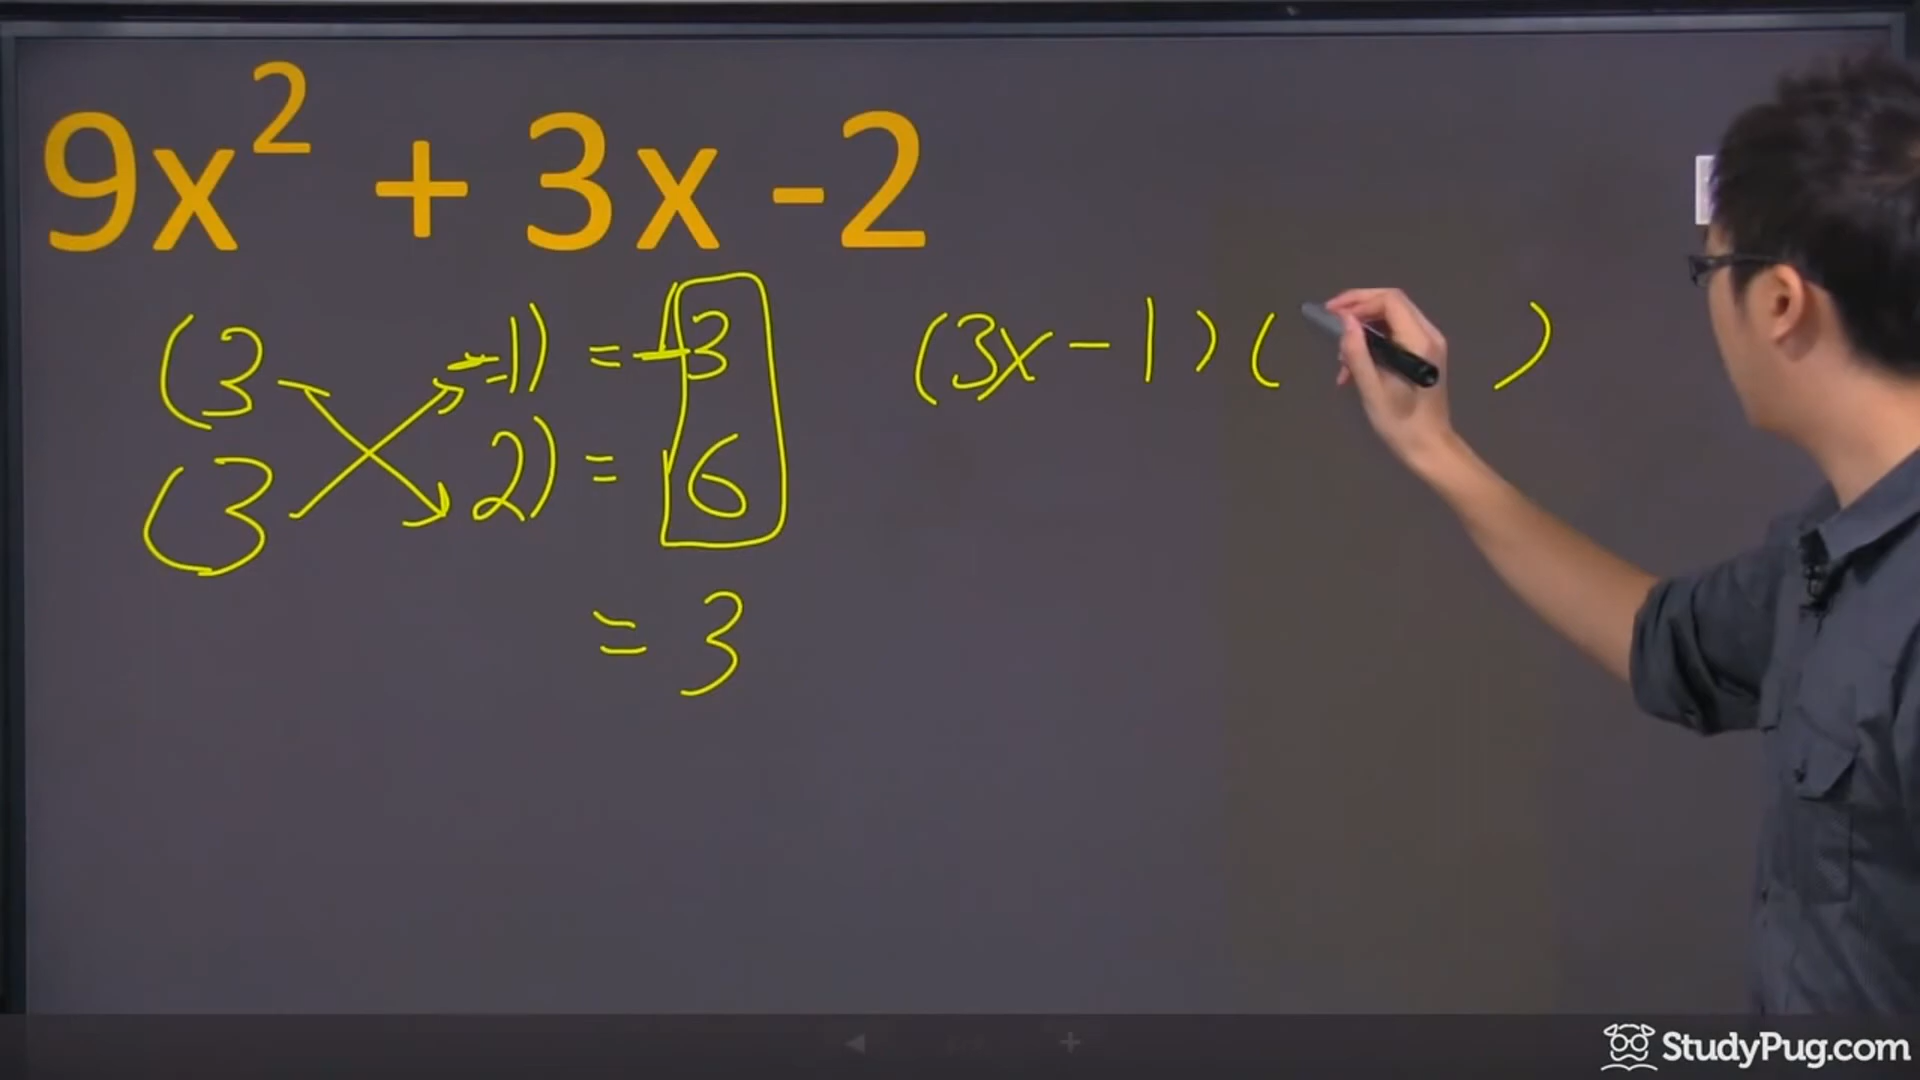 9x² + 3x -2
(3 -1) = -3
(3 2) = 6
= 3
(3x - 1) ( )
StudyPug.com